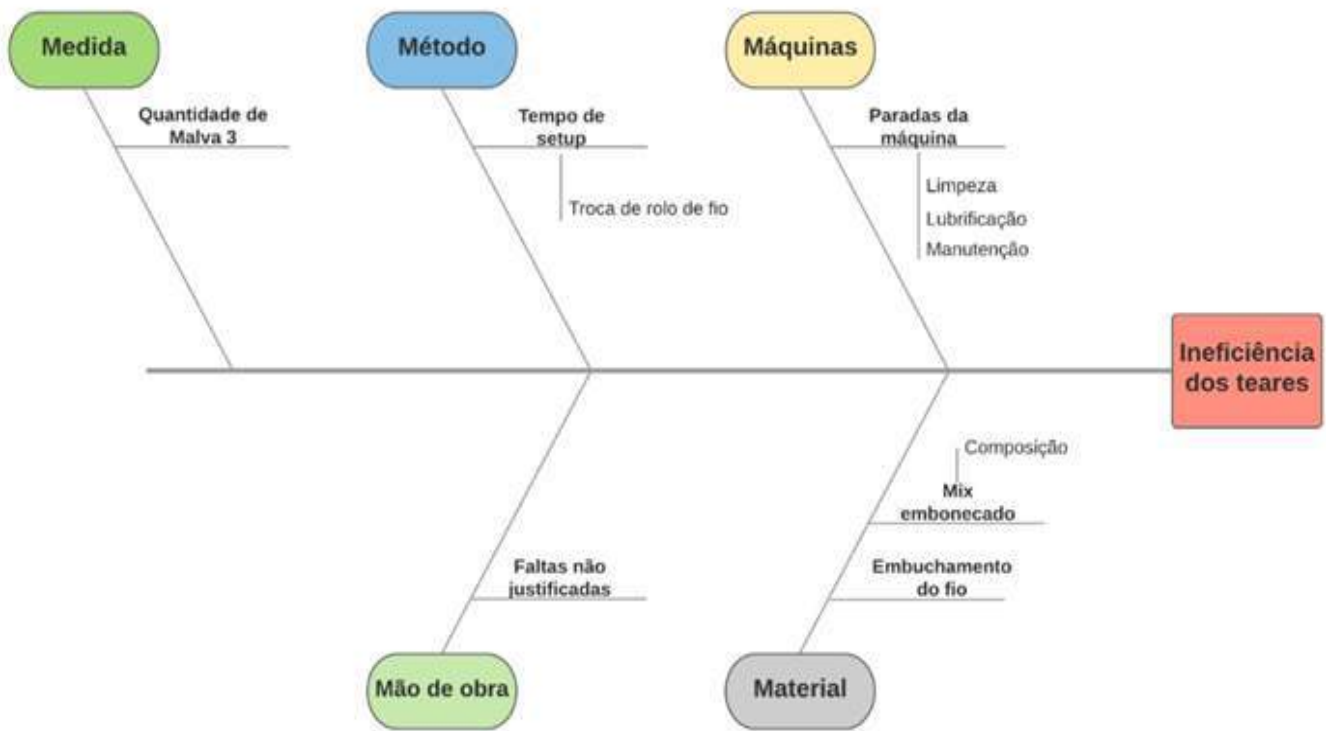 Medida
Método
Máquinas
Quantidade de
Malva 3
Tempo de
setup
Troca de rolo de fio
Paradas da
máquina
Limpeza
Lubrificação
Manutenção
Ineficiência
dos teares
Composição
Mix
embonecado
Faltas não
justificadas
Embuchamento
do fio
Mão de obra
Material